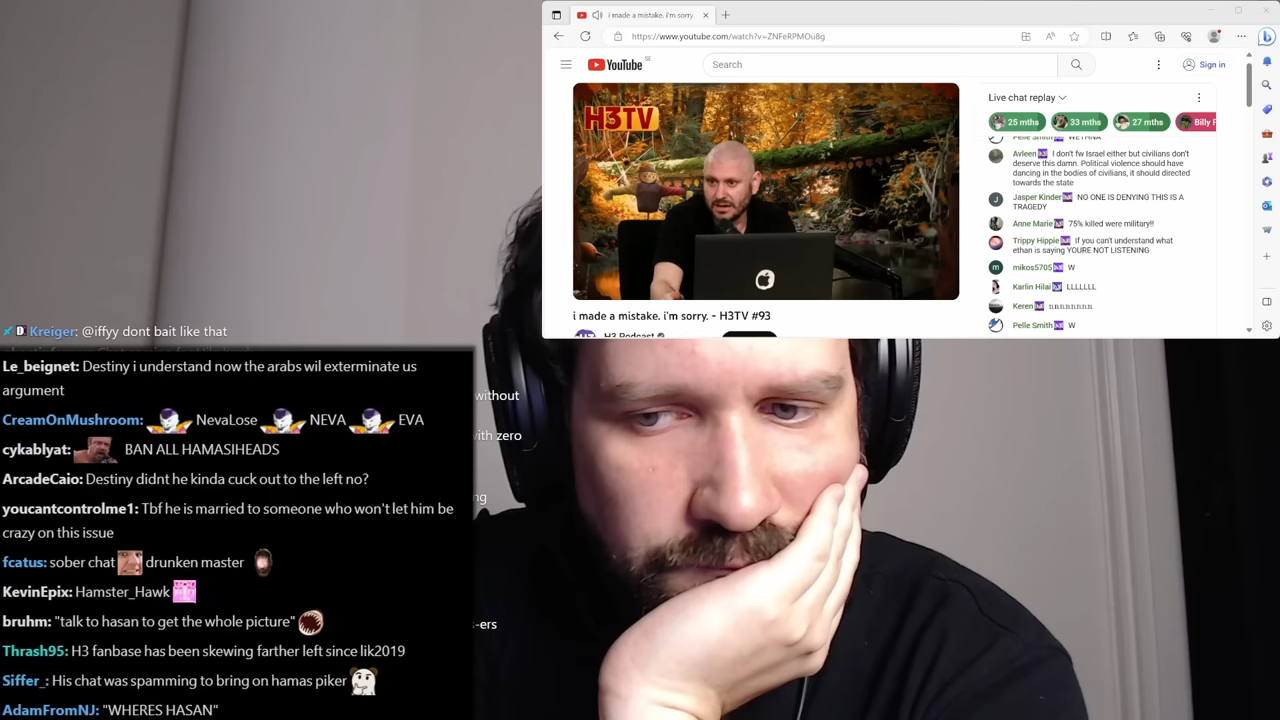 i made a mistake. i'm sorry.
https://www.youtube.com/watch?v=ZNFeRPMOu8g
YouTube SE
Search
Sign in
H3TV
i made a mistake. i'm sorry. - H3TV #93
H3 Podcast
Live chat replay
25 mths
33 mths
27 mths
Billy
Pelle Smith
Avleen I don't fw Israel either but civilians don't
deserve this damn. Political violence should have
dancing in the bodies of civilians, it should directed
towards the state
Jasper Kinder NO ONE IS DENYING THIS IS A
TRAGEDY
Anne Marie 75% killed were military!!
Trippy Hippie If you can't understand what
ethan is saying YOURE NOT LISTENING
mikos5705 W
Karlin Hilai LLLLLLL
Keren
Pelle Smith W
Kreiger: @iffyy dont bait like that
Le_beignet: Destiny i understand now the arabs wil exterminate us
argument
CreamOnMushroom: NevaLose NEVA EVA
cykablyat: BAN ALL HAMASIHEADS
ArcadeCaio: Destiny didnt he kinda cuck out to the left no?
youcantcontrolme1: Tbf he is married to someone who won't let him be
crazy on this issue
fcatus: sober chat drunken master
KevinEpix: Hamster_Hawk
bruhm: "talk to hasan to get the whole picture"
Thrash95: H3 fanbase has been skewing farther left since lik2019
Siffer_: His chat was spamming to bring on hamas piker
AdamFromNJ: "WHERES HASAN"
without
with zero
ng
s-ers